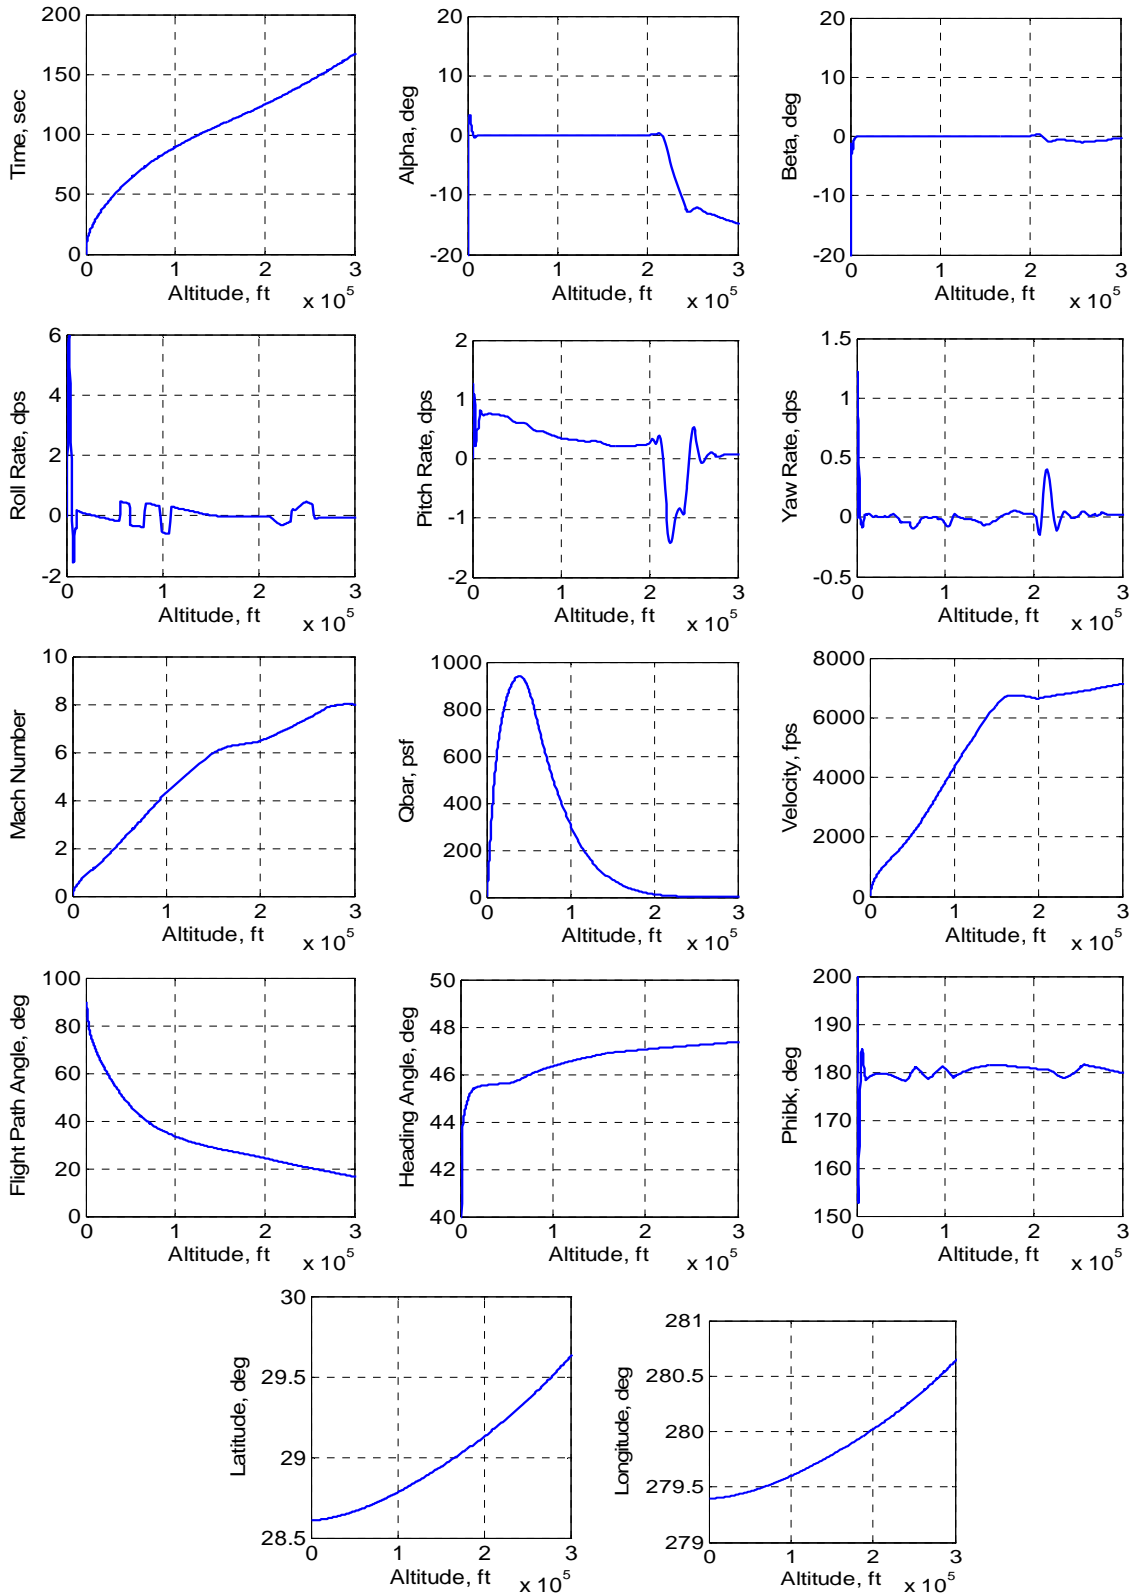 200
150
100
50
0
Time, sec
0 1 2 3
Altitude, ft
x 10^5
20
10
0
-10
-20
Alpha, deg
0 1 2 3
Altitude, ft
x 10^5
20
10
0
-10
-20
Beta, deg
0 1 2 3
Altitude, ft
x 10^5
6
4
2
0
-2
Roll Rate, dps
0 1 2 3
Altitude, ft
x 10^5
2
1
0
-1
-2
Pitch Rate, dps
0 1 2 3
Altitude, ft
x 10^5
1.5
1
0.5
0
-0.5
Yaw Rate, dps
0 1 2 3
Altitude, ft
x 10^5
10
8
6
4
2
0
Mach Number
0 1 2 3
Altitude, ft
x 10^5
1000
800
600
400
200
0
Qbar, psf
0 1 2 3
Altitude, ft
x 10^5
8000
6000
4000
2000
0
Velocity, fps
0 1 2 3
Altitude, ft
x 10^5
100
80
60
40
20
0
Flight Path Angle, deg
0 1 2 3
Altitude, ft
x 10^5
50
48
46
44
42
40
Heading Angle, deg
0 1 2 3
Altitude, ft
x 10^5
200
190
180
170
160
150
Phibk, deg
0 1 2 3
Altitude, ft
x 10^5
30
29.5
29
28.5
Latitude, deg
0 1 2 3
Altitude, ft
x 10^5
281
280.5
280
279.5
279
Longitude, deg
0 1 2 3
Altitude, ft
x 10^5